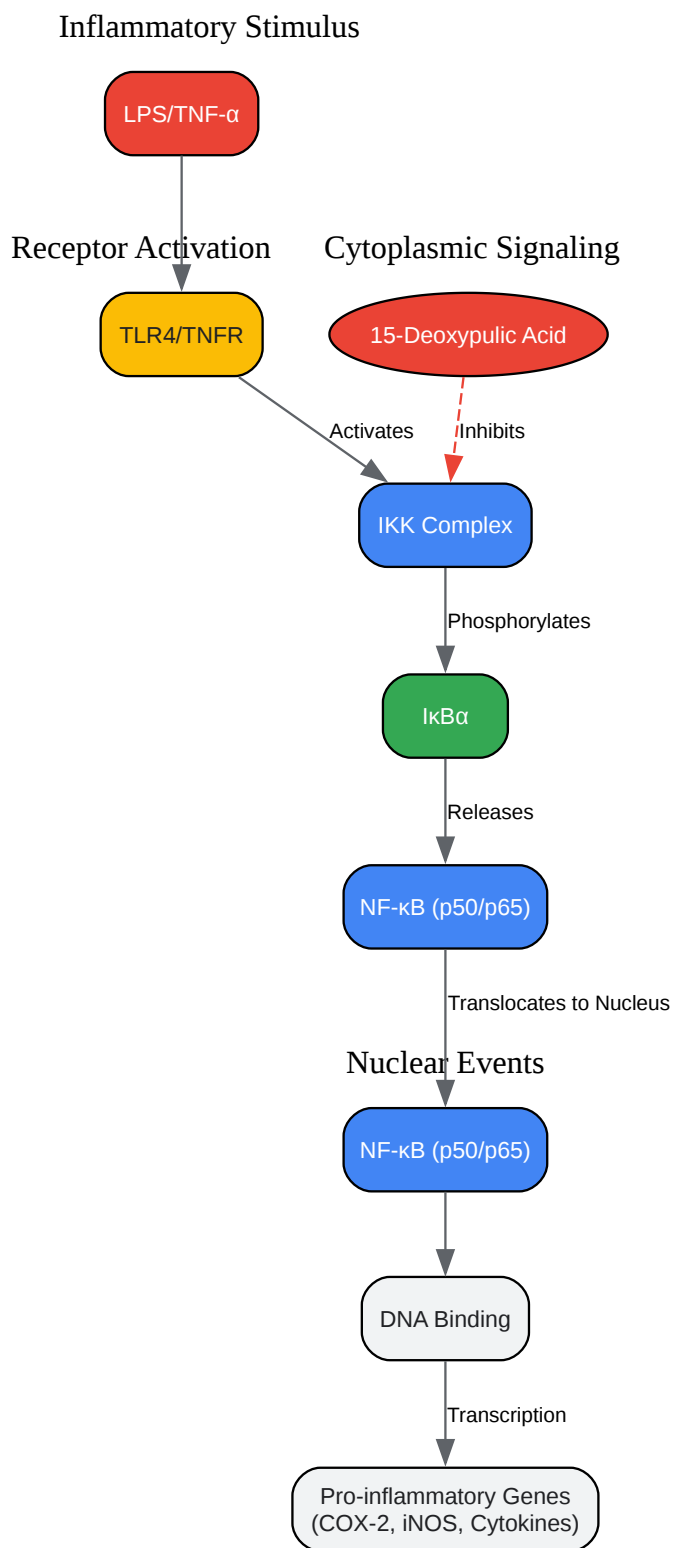 Inflammatory Stimulus
LPS/TNF-α
Receptor Activation
Cytoplasmic Signaling
TLR4/TNFR
15-Deoxypulic Acid
Activates
Inhibits
IKK Complex
Phosphorylates
IκBα
Releases
NF-κB (p50/p65)
Translocates to Nucleus
Nuclear Events
NF-κB (p50/p65)
DNA Binding
Transcription
Pro-inflammatory Genes
(COX-2, iNOS, Cytokines)